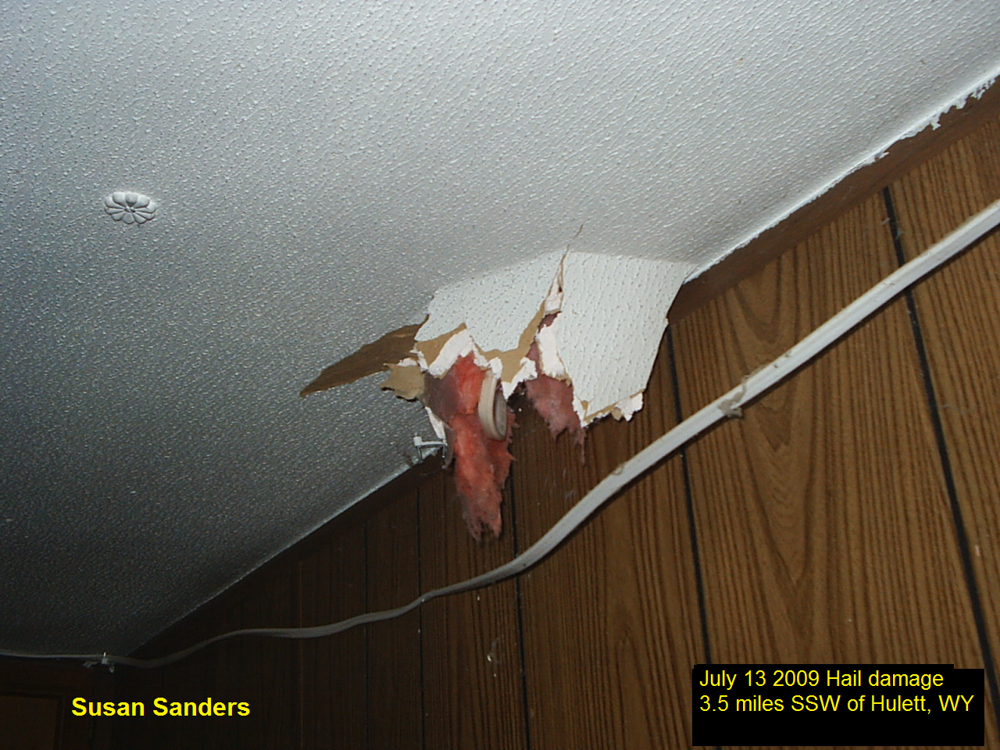 Susan Sanders
July 13 2009 Hail damage
3.5 miles SSW of Hulett, WY